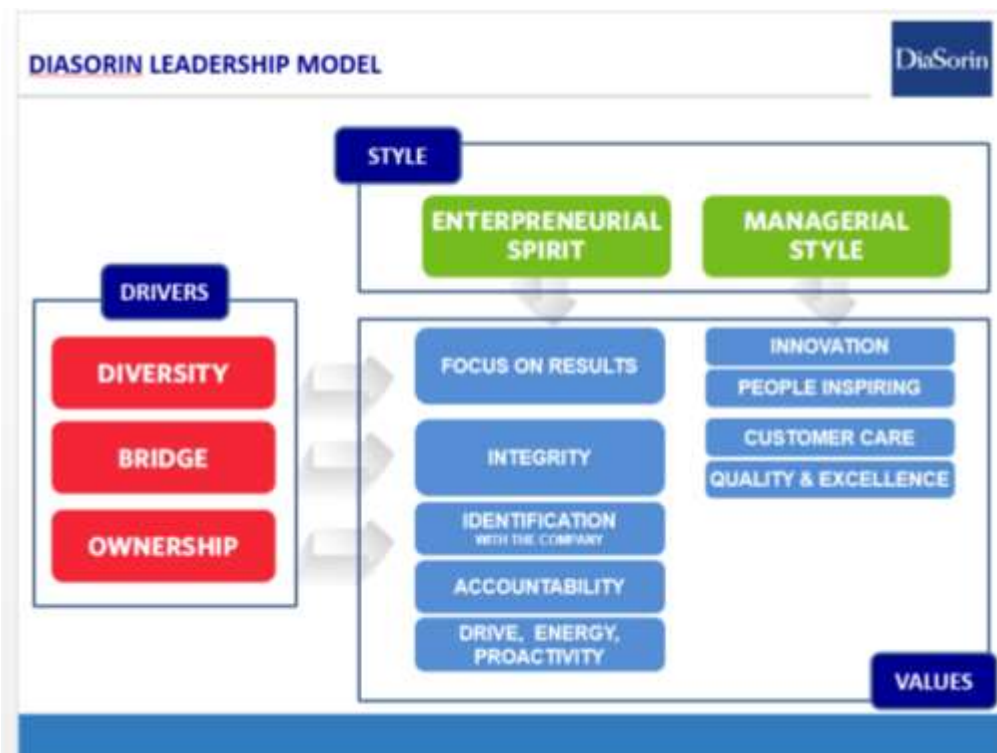 DIASORIN LEADERSHIP MODEL
DiaSorin
STYLE
ENTERPRENEURIAL
SPIRIT
MANAGERIAL
STYLE
DRIVERS
DIVERSITY
BRIDGE
OWNERSHIP
FOCUS ON RESULTS
INTEGRITY
IDENTIFICATION
WITH THE COMPANY
ACCOUNTABILITY
DRIVE, ENERGY,
PROACTIVITY
INNOVATION
PEOPLE INSPIRING
CUSTOMER CARE
QUALITY & EXCELLENCE
VALUES